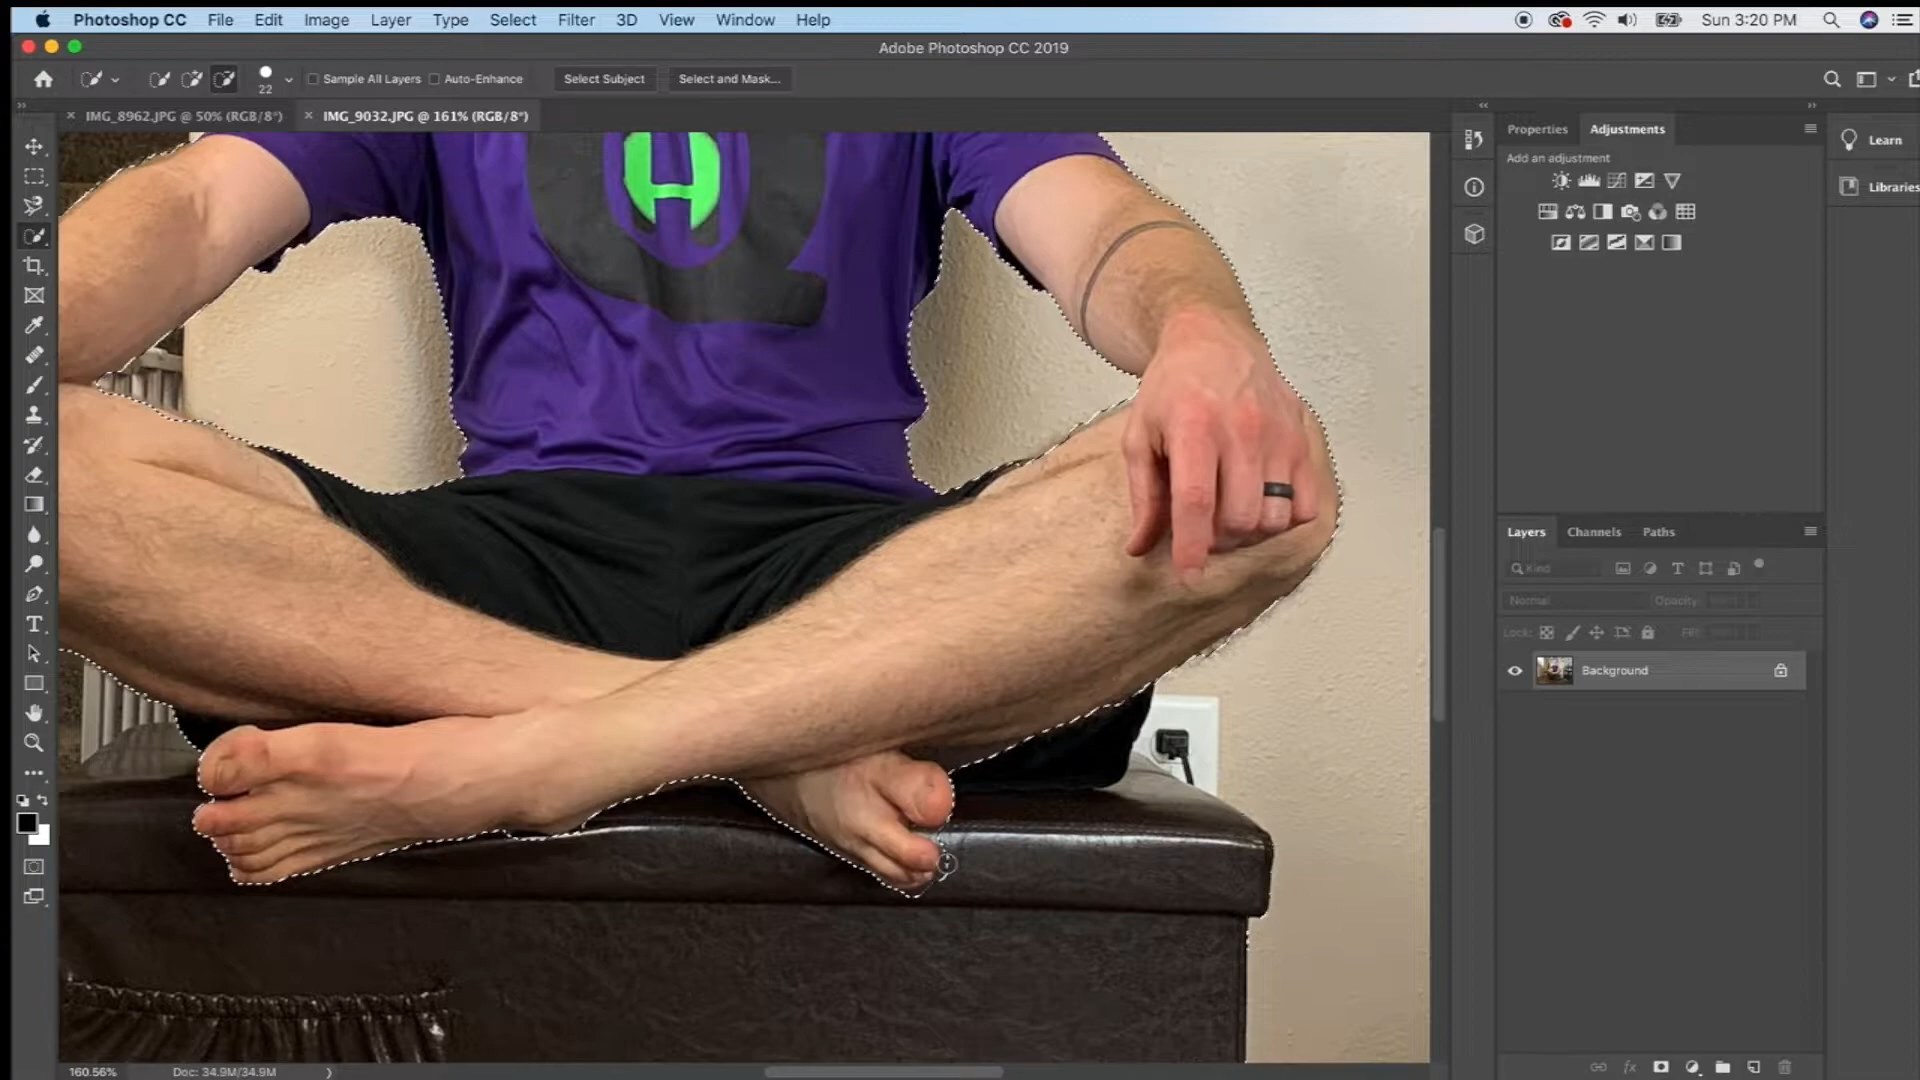 Photoshop CC File Edit Image Layer Type Select Filter 3D View Window Help Sun 3:20 PM
Adobe Photoshop CC 2019
22 Sample All Layers Auto-Enhance Select Subject Select and Mask...
IMG_8962.JPG @ 50% (RGB/8*) IMG_9032.JPG @ 161% (RGB/8*)
Properties Adjustments
Learn
Add an adjustment
Libraries
H
Layers Channels Paths
Kind
Normal Opacity:
Lock: Fill:
Background
160.56% Doc: 34.9M/34.9M